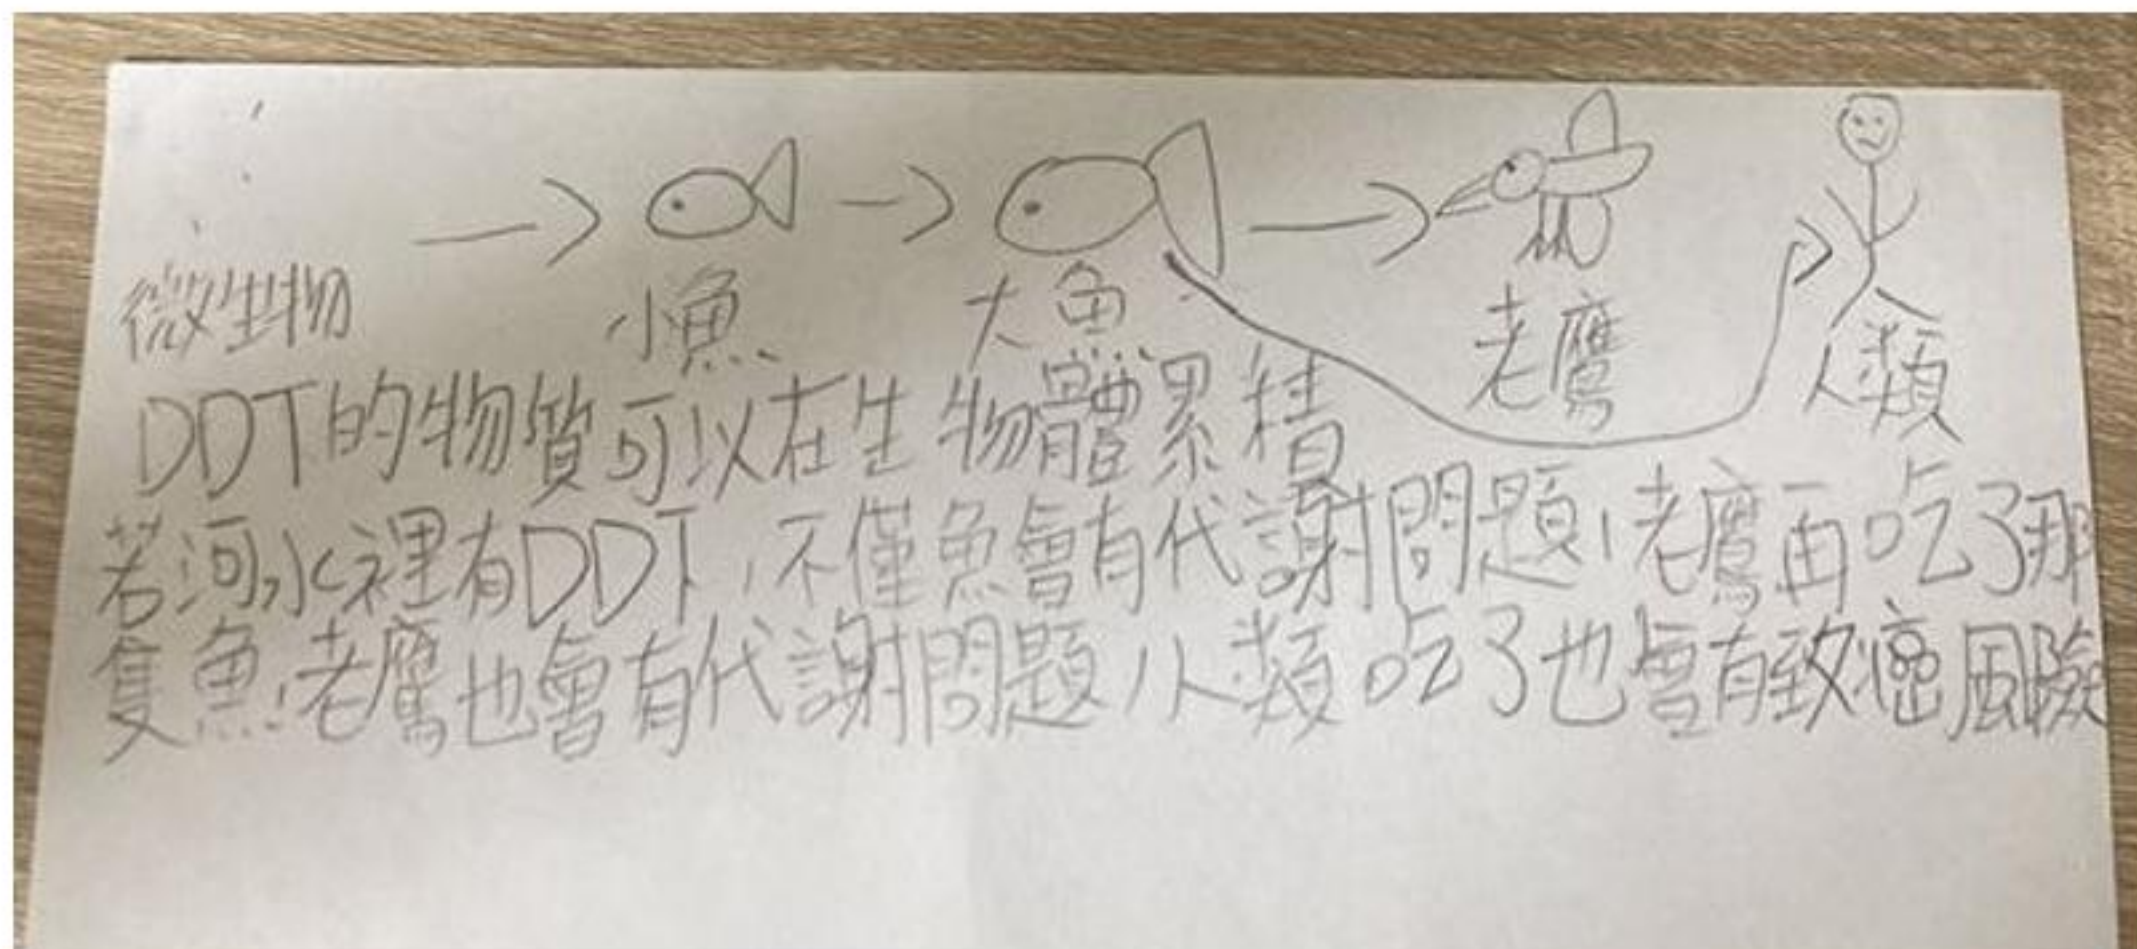 微生物 小魚 大魚 老鷹 人類
DDT的物質可以在生物體累積
若河水裡有DDT,不僅魚會有代謝問題,老鷹再吃了那
隻魚,老鷹也會有代謝問題,人類吃了也會有致癌風險